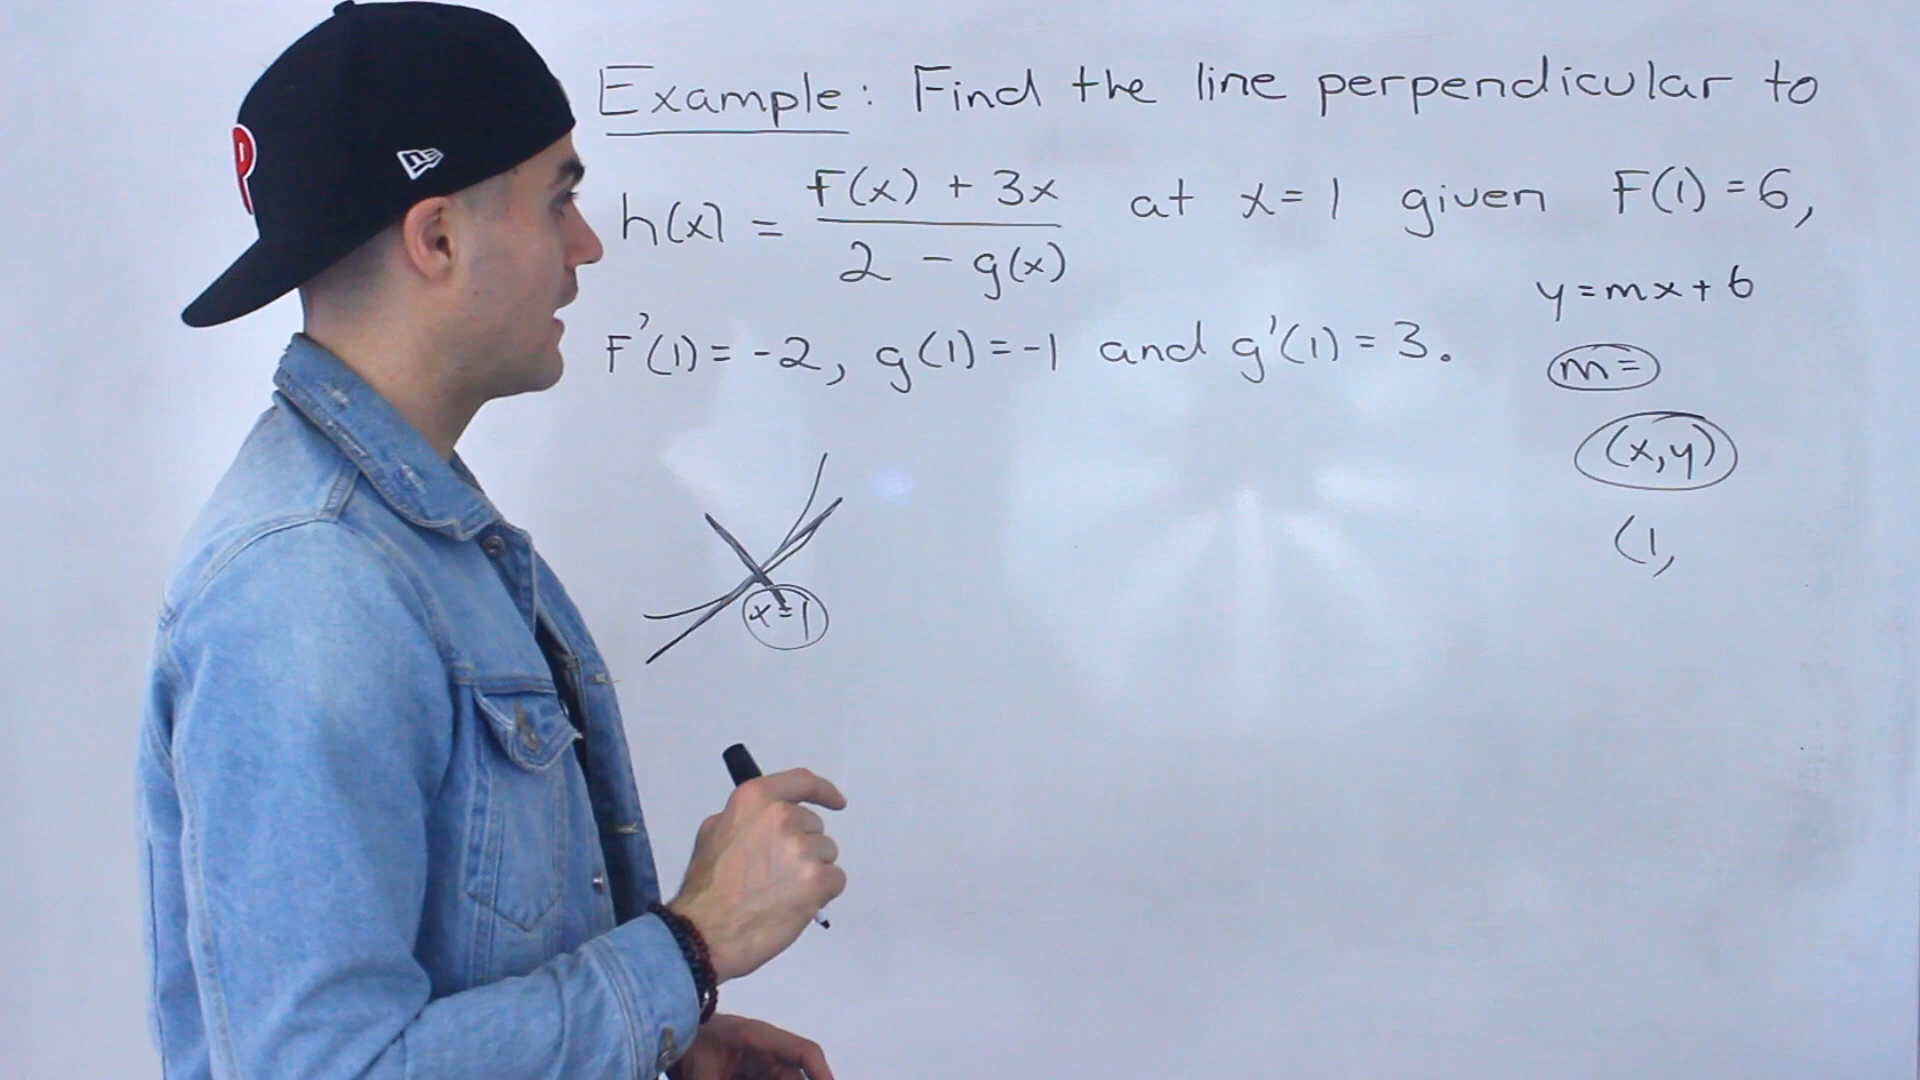 Example: Find the line perpendicular to
h(x) = \frac{f(x) + 3x}{2 - g(x)} at x=1 given f(1)=6,
f'(1)=-2, g(1)=-1 and g'(1)=3.
y=mx+b
m=
(x,y)
(1,
x=1
P